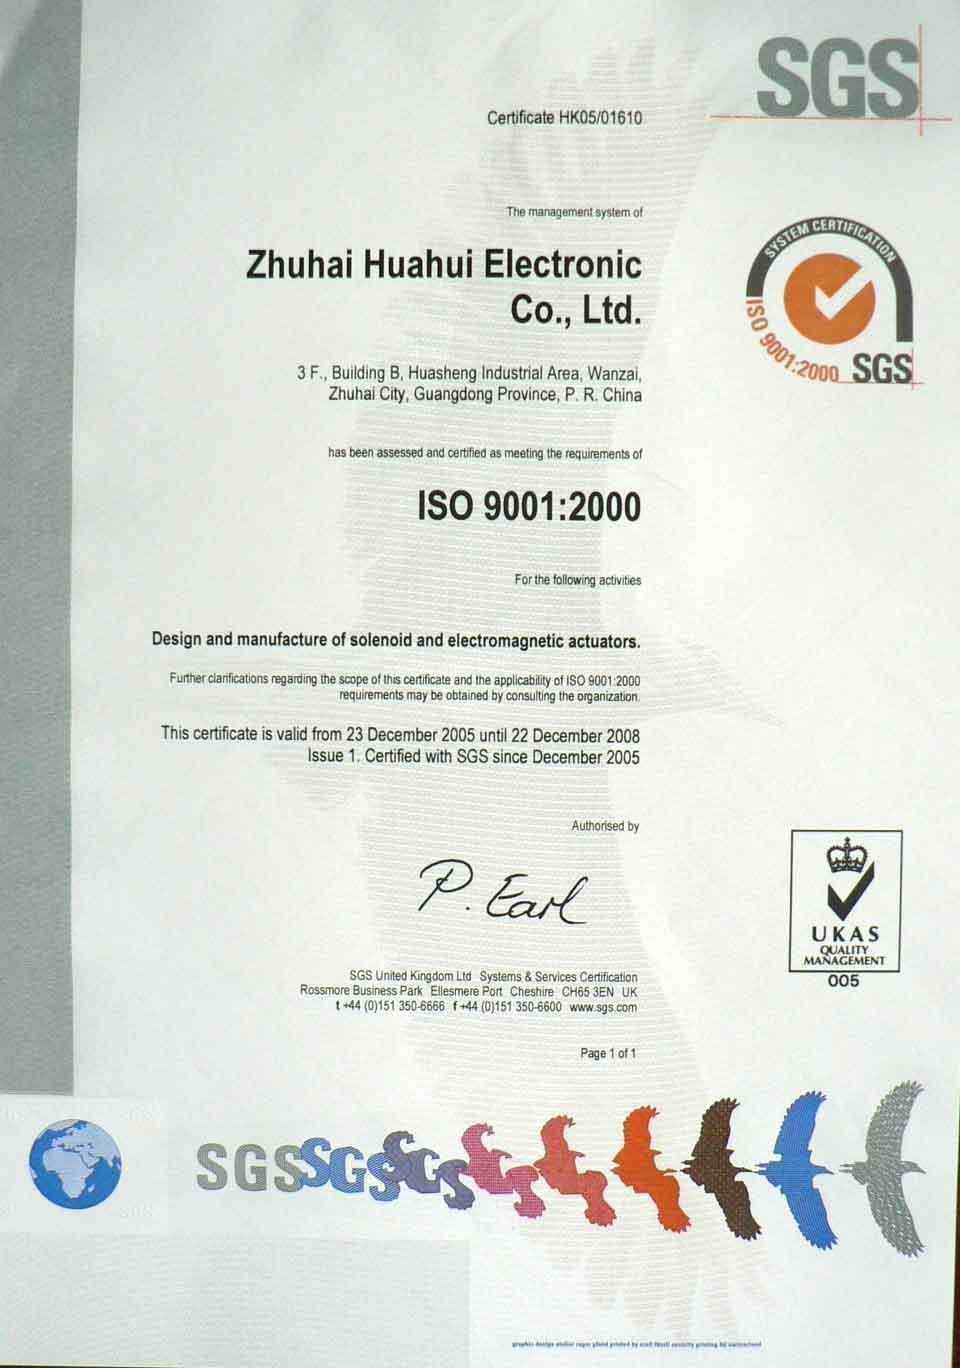 SGS
Certificate HK05/01610
The management system of
Zhuhai Huahui Electronic
Co., Ltd.
SYSTEM CERTIFICATION
ISO 9001:2000
SGS
3 F., Building B, Huasheng Industrial Area, Wanzai,
Zhuhai City, Guangdong Province, P. R. China
has been assessed and certified as meeting the requirements of
ISO 9001:2000
For the following activities
Design and manufacture of solenoid and electromagnetic actuators.
Further clarifications regarding the scope of this certificate and the applicability of ISO 9001:2000
requirements may be obtained by consulting the organization.
This certificate is valid from 23 December 2005 until 22 December 2008
Issue 1. Certified with SGS since December 2005
Authorised by
P. Earl
UKAS
QUALITY
MANAGEMENT
005
SGS United Kingdom Ltd Systems & Services Certification
Rossmore Business Park Ellesmere Port Cheshire CH65 3EN UK
t +44 (0)151 350-6666 f +44 (0)151 350-6600 www.sgs.com
Page 1 of 1
SGSSGSSGS